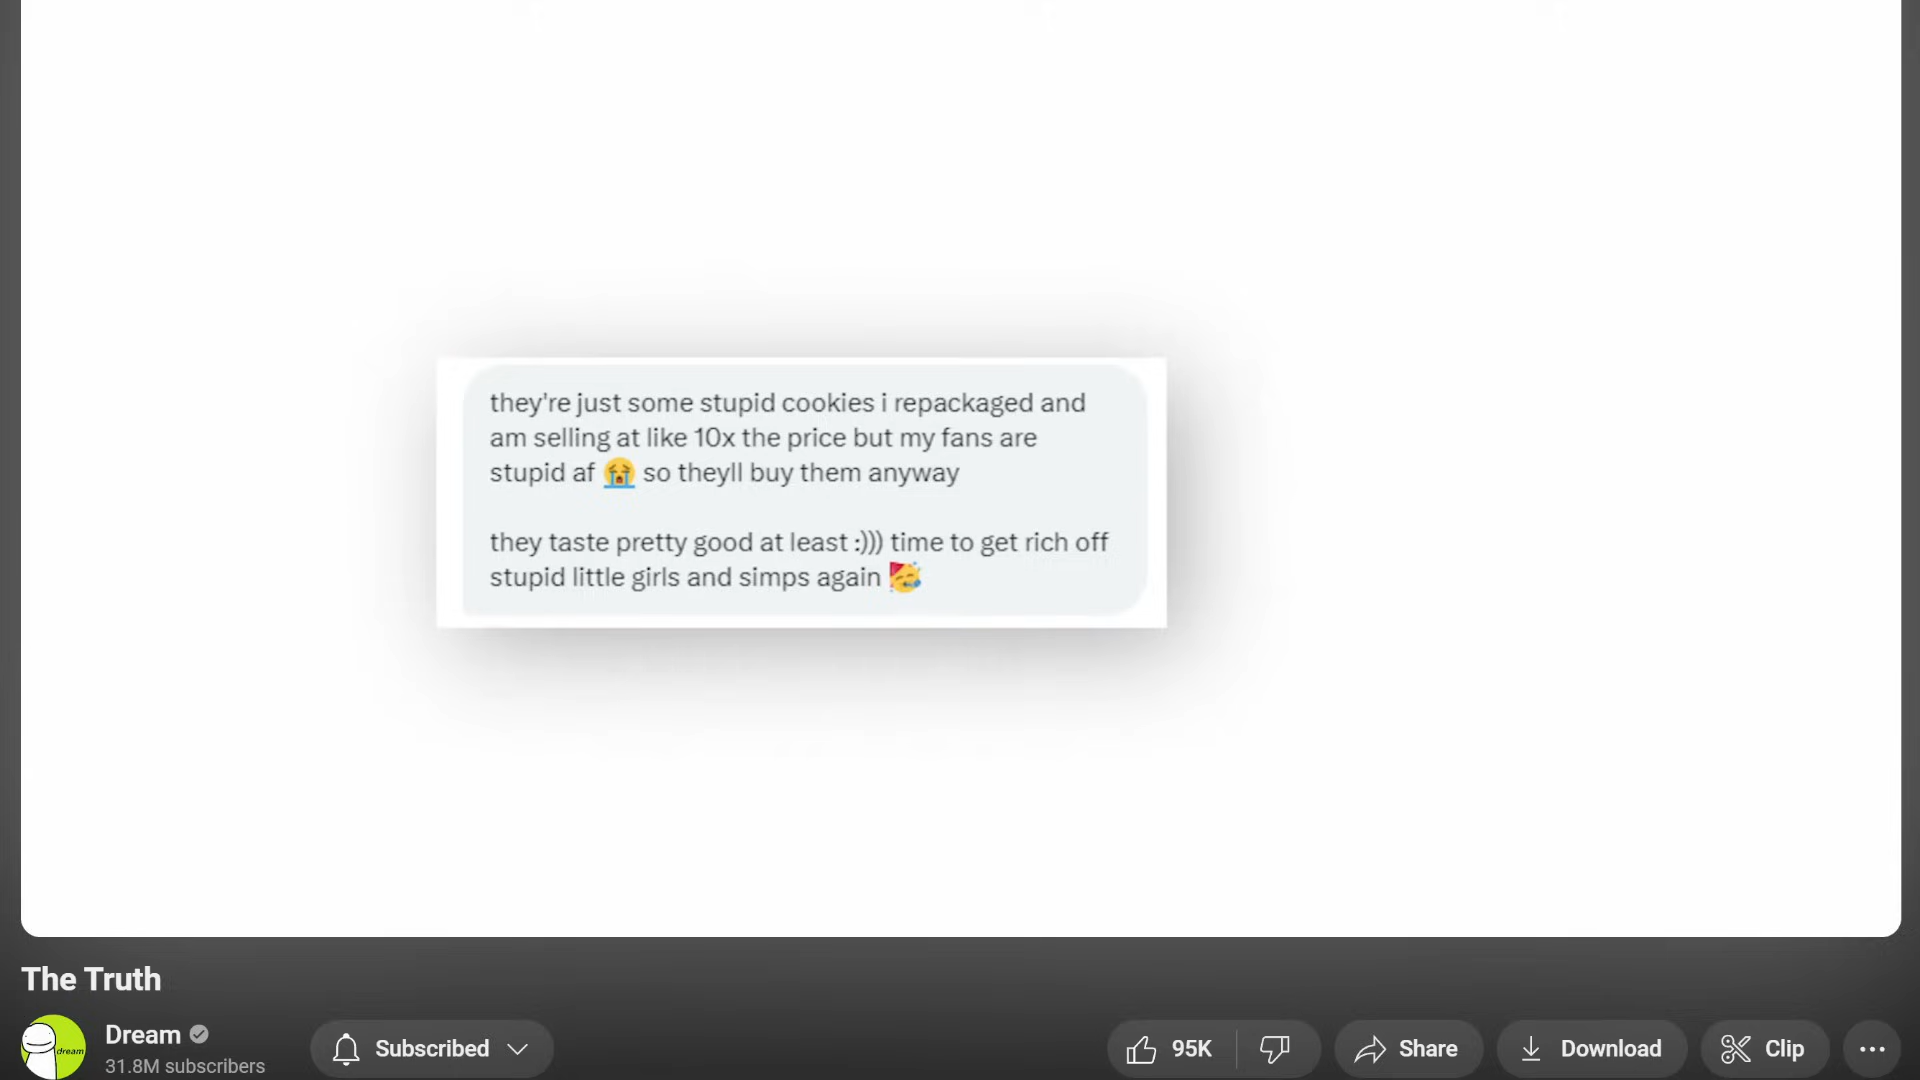 they're just some stupid cookies i repackaged and
am selling at like 10x the price but my fans are
stupid af 😭 so theyll buy them anyway
they taste pretty good at least :))) time to get rich off
stupid little girls and simps again 🥳
The Truth
dream
Dream
31.8M subscribers
Subscribed
95K
Share
Download
Clip